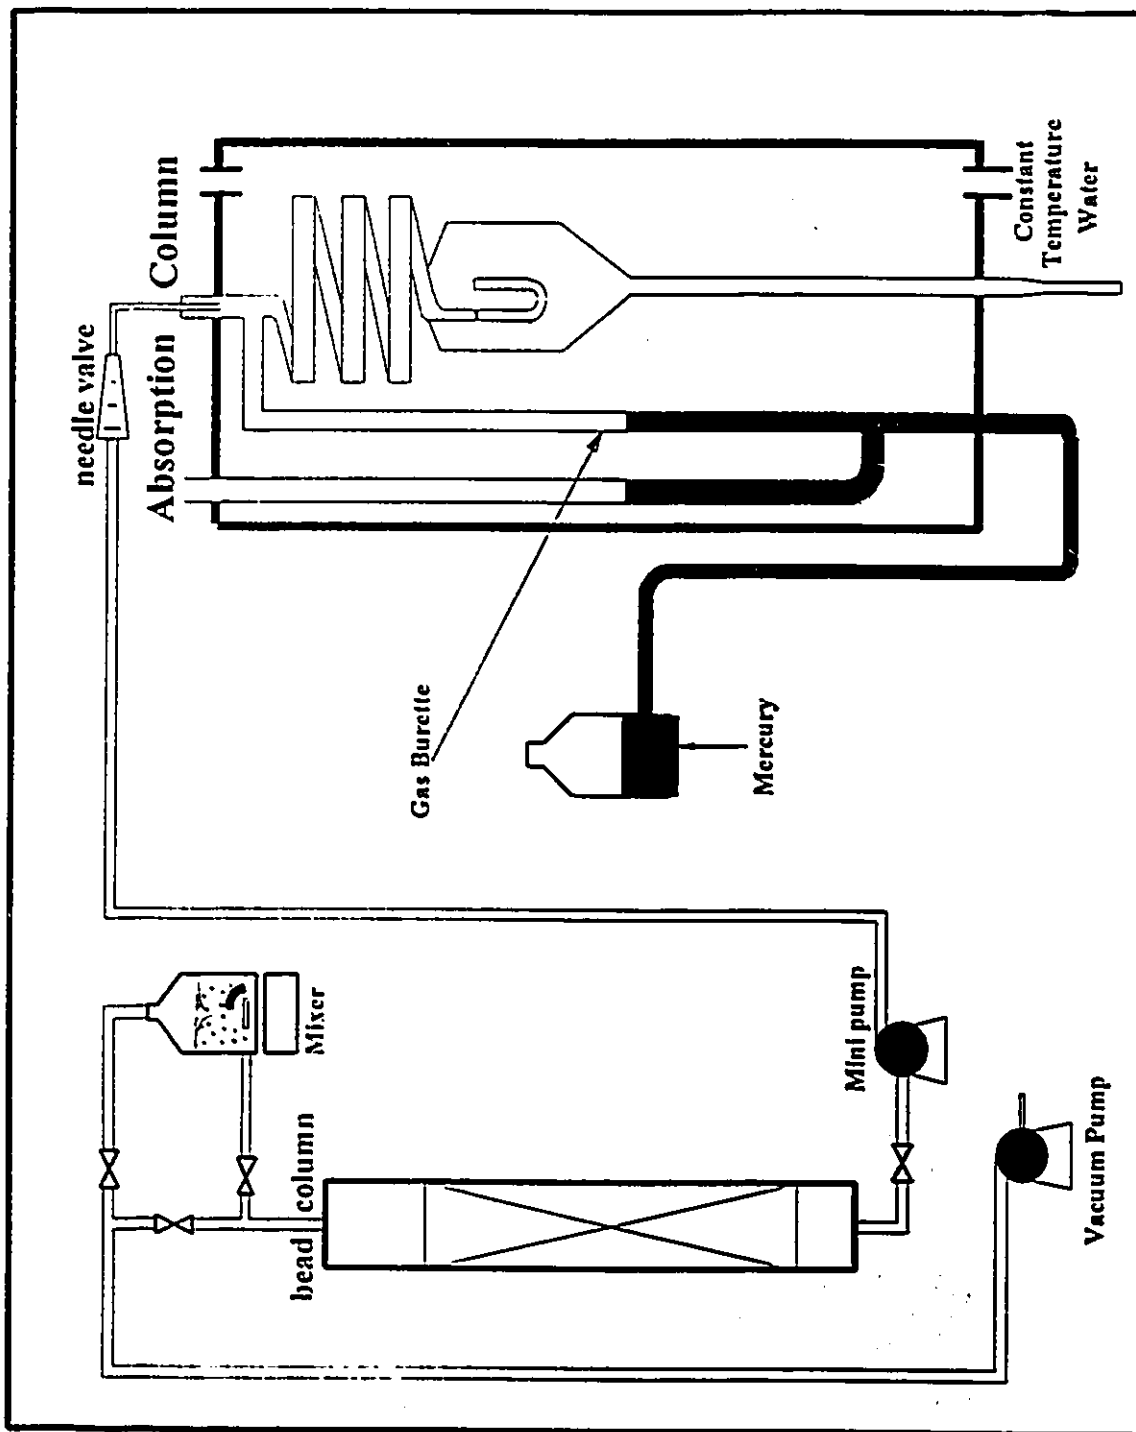 needle valve
Absorption Column
Constant
Temperature
Water
Gas Burette
Mercury
Mixer
bead column
Mini pump
Vacuum Pump